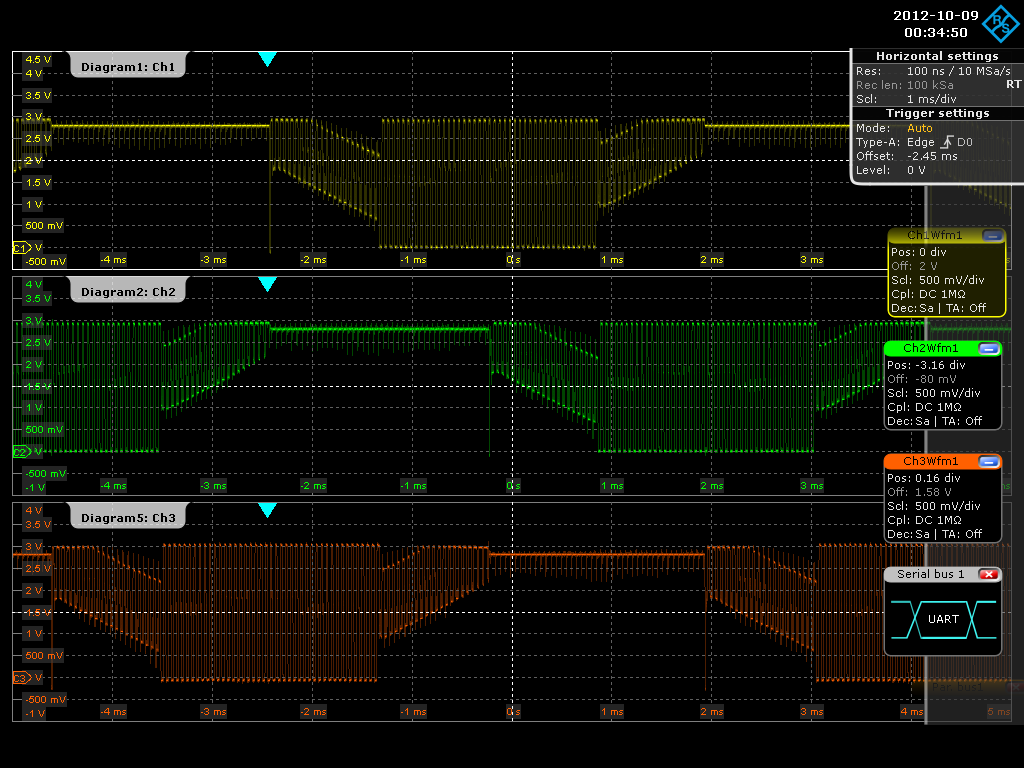 2012-10-09
00:34:50
R&S
Horizontal settings
Res: 100 ns / 10 MSa/s
Rec len: 100 kSa RT
Scl: 1 ms/div
Trigger settings
Mode: Auto
Type-A: Edge D0
Offset: -2.45 ms
Level: 0 V
Diagram1: Ch1
4.5 V
4 V
3.5 V
3 V
2.5 V
2 V
1.5 V
1 V
500 mV
C1 V
-500 mV
-4 ms -3 ms -2 ms -1 ms 0 s 1 ms 2 ms 3 ms 4 ms
Ch1Wfm1
Pos: 0 div
Off: 2 V
Scl: 500 mV/div
Cpl: DC 1MΩ
Dec: Sa | TA: Off
Diagram2: Ch2
4 V
3.5 V
3 V
2.5 V
2 V
1.5 V
1 V
500 mV
C2 V
-500 mV
-1 V
-4 ms -3 ms -2 ms -1 ms 0 s 1 ms 2 ms 3 ms 4 ms
Ch2Wfm1
Pos: -3.16 div
Off: -80 mV
Scl: 500 mV/div
Cpl: DC 1MΩ
Dec: Sa | TA: Off
Diagram5: Ch3
4 V
3.5 V
3 V
2.5 V
2 V
1.5 V
1 V
500 mV
C3 V
-500 mV
-1 V
-4 ms -3 ms -2 ms -1 ms 0 s 1 ms 2 ms 3 ms 4 ms 5 ms
Ch3Wfm1
Pos: 0.16 div
Off: 1.58 V
Scl: 500 mV/div
Cpl: DC 1MΩ
Dec: Sa | TA: Off
Serial bus 1
UART